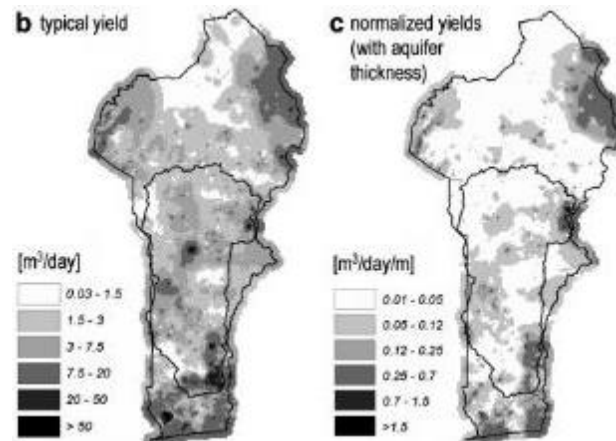 b typical yield
[m³/day]
0.03 - 1.5
1.5 - 3
3 - 7.5
7.5 - 20
20 - 50
> 50
c normalized yields
(with aquifer
thickness)
[m³/day/m]
0.01 - 0.05
0.05 - 0.12
0.12 - 0.25
0.25 - 0.7
0.7 - 1.5
>1.5